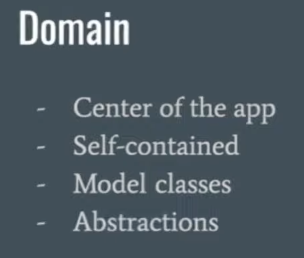 Domain
- Center of the app
- Self-contained
- Model classes
- Abstractions